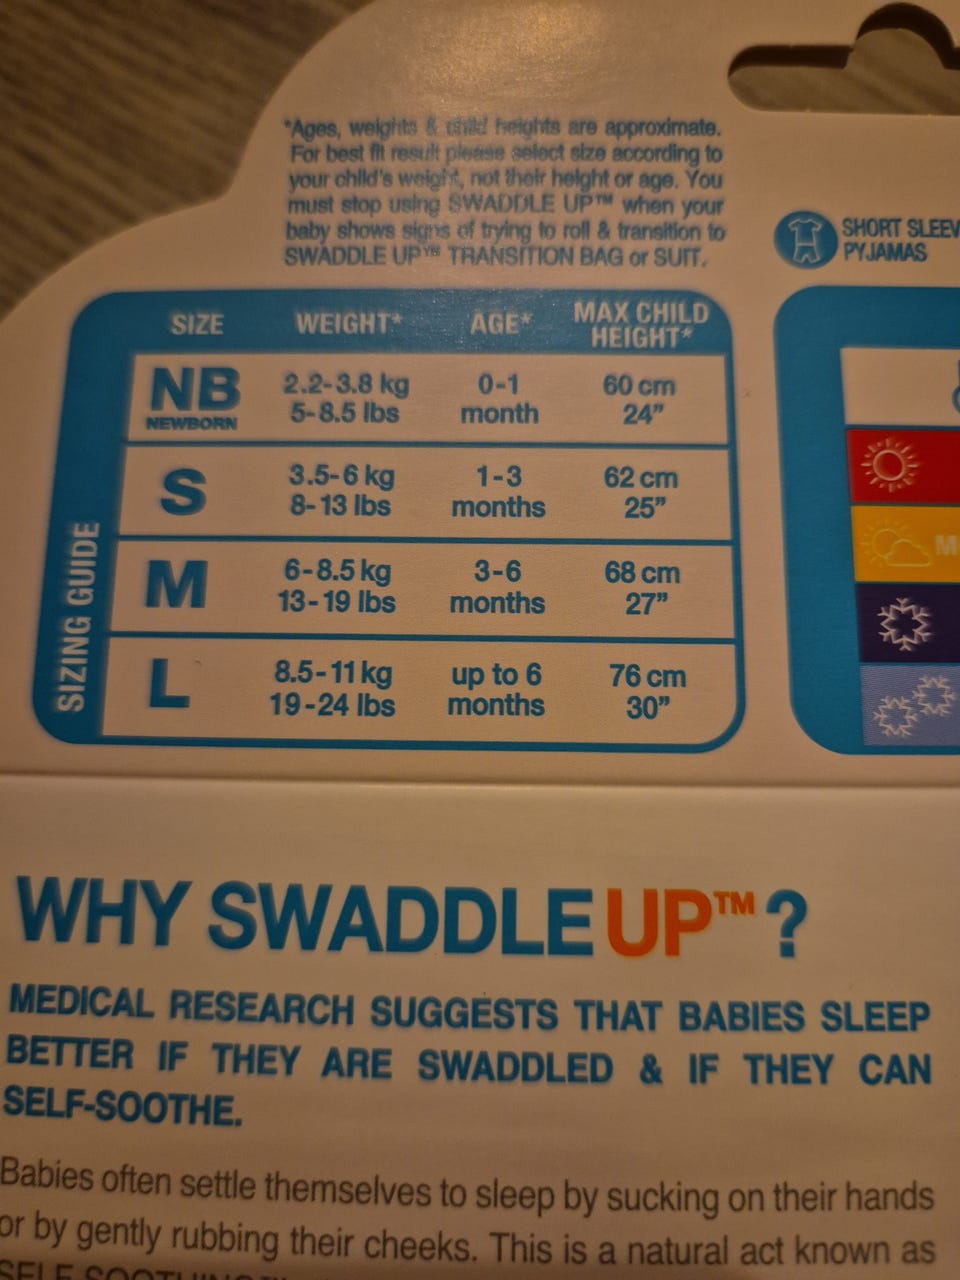 *Ages, weights & child heights are approximate.
For best fit result please select size according to
your child's weight, not their height or age. You
must stop using SWADDLE UP™ when your
baby shows signs of trying to roll & transition to
SWADDLE UP™ TRANSITION BAG or SUIT.
SHORT SLEEV
PYJAMAS
SIZING GUIDE
SIZE WEIGHT* AGE* MAX CHILD HEIGHT*
NB NEWBORN 2.2-3.8 kg 5-8.5 lbs 0-1 month 60 cm 24”
S 3.5-6 kg 8-13 lbs 1-3 months 62 cm 25”
M 6-8.5 kg 13-19 lbs 3-6 months 68 cm 27”
L 8.5-11 kg 19-24 lbs up to 6 months 76 cm 30”
M
WHY SWADDLE UP™?
MEDICAL RESEARCH SUGGESTS THAT BABIES SLEEP
BETTER IF THEY ARE SWADDLED & IF THEY CAN
SELF-SOOTHE.
Babies often settle themselves to sleep by sucking on their hands
or by gently rubbing their cheeks. This is a natural act known as
SELF SOOTHING™